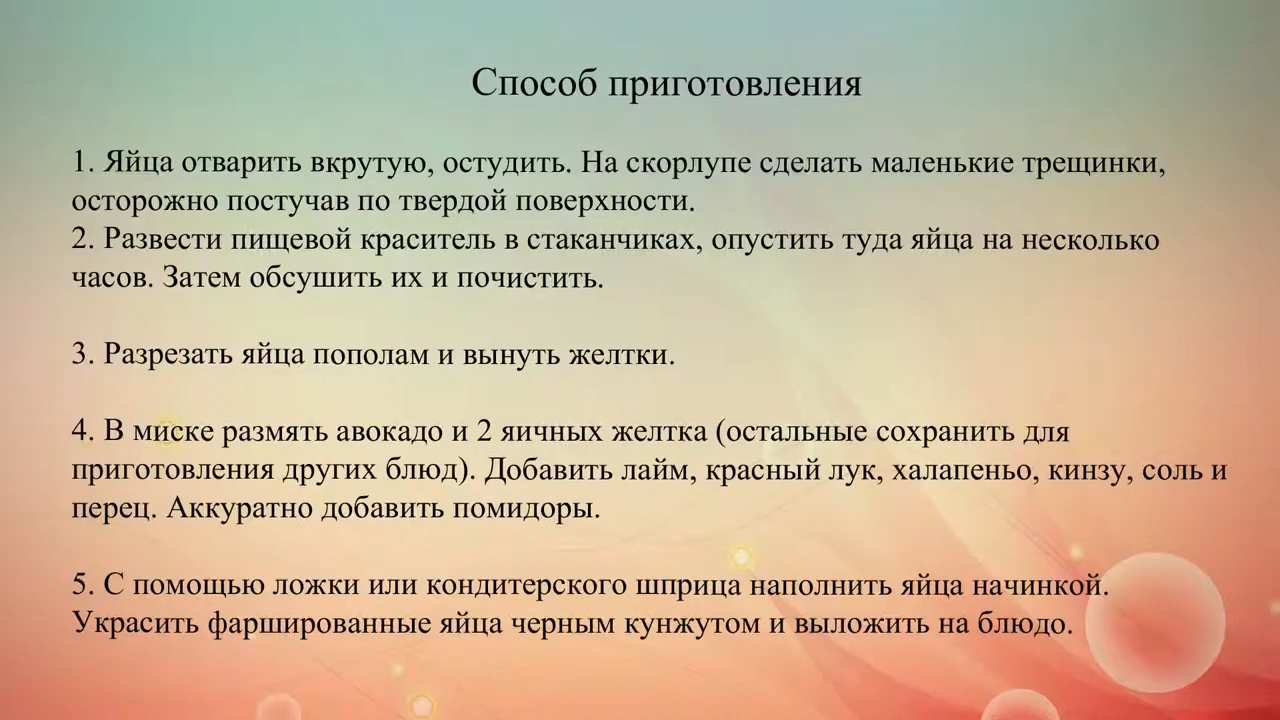 Способ приготовления
1. Яйца отварить вкрутую, остудить. На скорлупе сделать маленькие трещинки,
осторожно постучав по твердой поверхности.
2. Развести пищевой краситель в стаканчиках, опустить туда яйца на несколько
часов. Затем обсушить их и почистить.
3. Разрезать яйца пополам и вынуть желтки.
4. В миске размять авокадо и 2 яичных желтка (остальные сохранить для
приготовления других блюд). Добавить лайм, красный лук, халапеньо, кинзу, соль и
перец. Аккуратно добавить помидоры.
5. С помощью ложки или кондитерского шприца наполнить яйца начинкой.
Украсить фаршированные яйца черным кунжутом и выложить на блюдо.